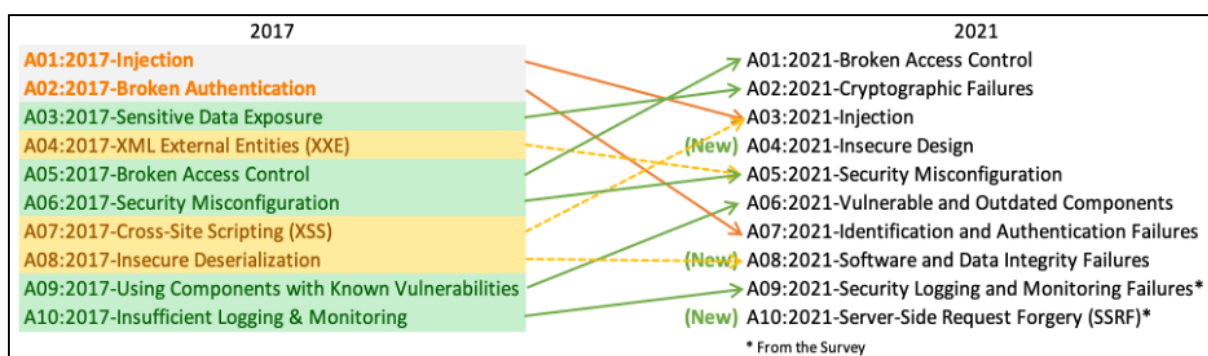 2017
A01:2017-Injection
A02:2017-Broken Authentication
A03:2017-Sensitive Data Exposure
A04:2017-XML External Entities (XXE)
A05:2017-Broken Access Control
A06:2017-Security Misconfiguration
A07:2017-Cross-Site Scripting (XSS)
A08:2017-Insecure Deserialization
A09:2017-Using Components with Known Vulnerabilities
A10:2017-Insufficient Logging & Monitoring
2021
A01:2021-Broken Access Control
A02:2021-Cryptographic Failures
A03:2021-Injection
(New) A04:2021-Insecure Design
A05:2021-Security Misconfiguration
A06:2021-Vulnerable and Outdated Components
A07:2021-Identification and Authentication Failures
(New) A08:2021-Software and Data Integrity Failures
A09:2021-Security Logging and Monitoring Failures*
(New) A10:2021-Server-Side Request Forgery (SSRF)*
* From the Survey